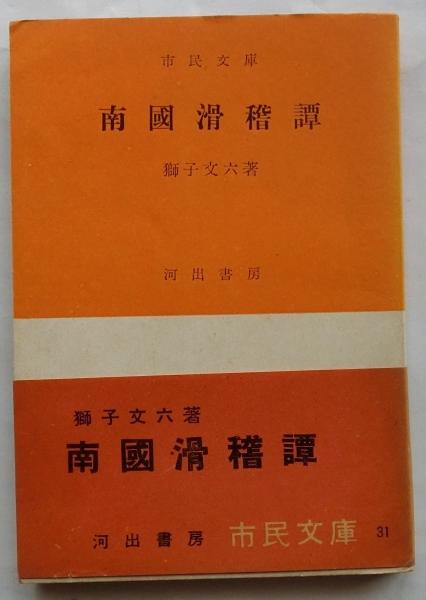 市民文庫
南國滑稽譚
獅子文六著
河出書房
獅子文六著
南國滑稽譚
河出書房 市民文庫 31